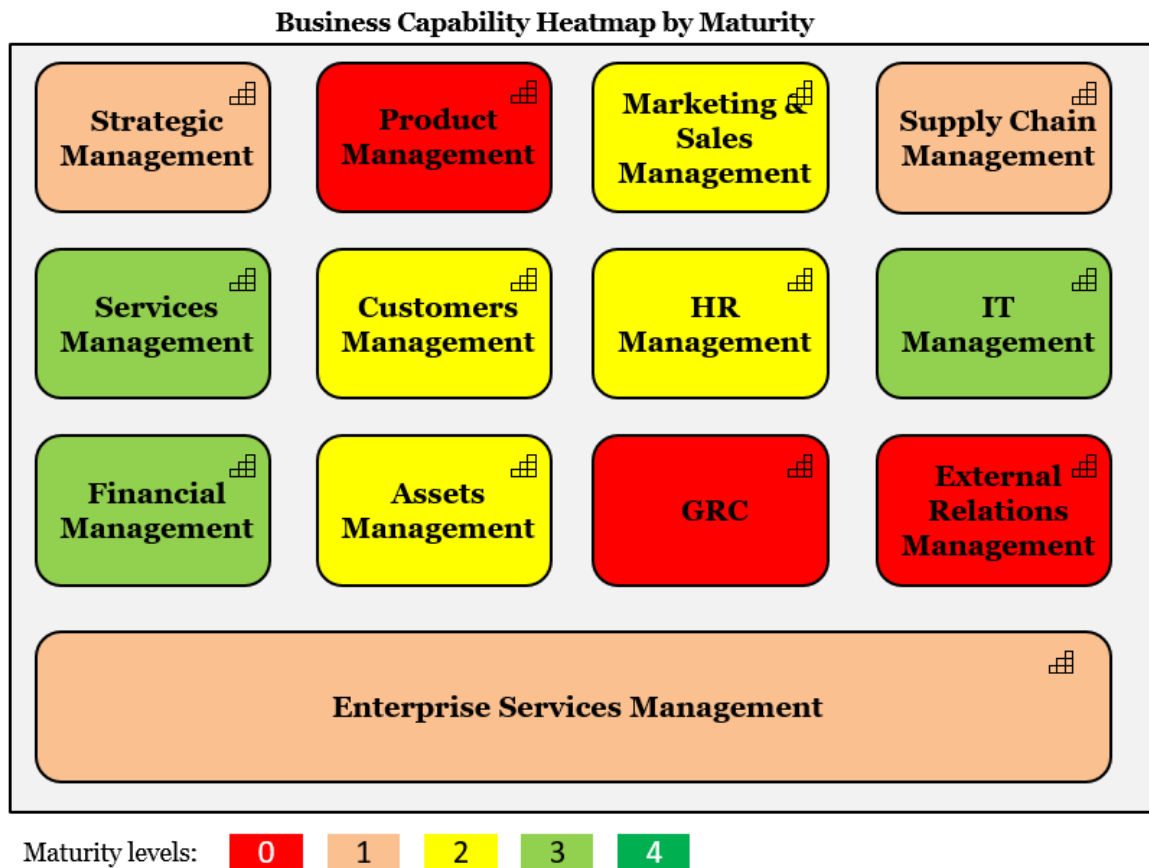 Business Capability Heatmap by Maturity
Strategic
Management
Product
Management
Marketing &
Sales
Management
Supply Chain
Management
Services
Management
Customers
Management
HR
Management
IT
Management
Financial
Management
Assets
Management
GRC
External
Relations
Management
Enterprise Services Management
Maturity levels: 0 1 2 3 4